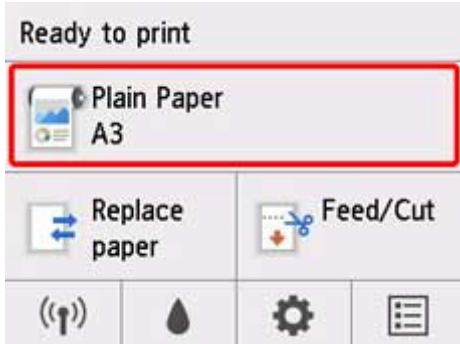 Ready to print
Plain Paper
A3
Replace
paper
Feed/Cut